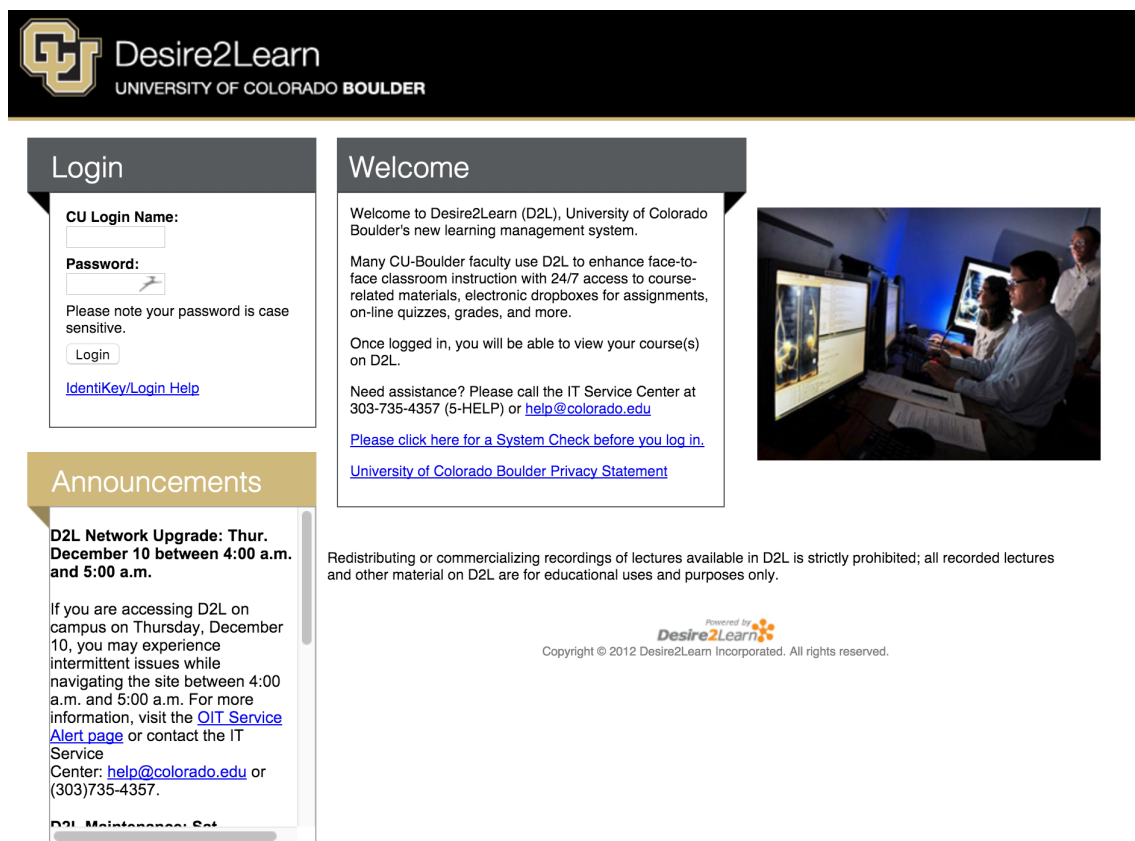 CU
Desire2Learn
UNIVERSITY OF COLORADO BOULDER
Login
CU Login Name:
Password:
Please note your password is case
sensitive.
Login
IdentiKey/Login Help
Announcements
D2L Network Upgrade: Thur.
December 10 between 4:00 a.m.
and 5:00 a.m.
If you are accessing D2L on
campus on Thursday, December
10, you may experience
intermittent issues while
navigating the site between 4:00
a.m. and 5:00 a.m. For more
information, visit the OIT Service
Alert page or contact the IT
Service
Center: help@colorado.edu or
(303)735-4357.
D2L Maintenance: Sat.
Welcome
Welcome to Desire2Learn (D2L), University of Colorado
Boulder's new learning management system.
Many CU-Boulder faculty use D2L to enhance face-to-
face classroom instruction with 24/7 access to course-
related materials, electronic dropboxes for assignments,
on-line quizzes, grades, and more.
Once logged in, you will be able to view your course(s)
on D2L.
Need assistance? Please call the IT Service Center at
303-735-4357 (5-HELP) or help@colorado.edu
Please click here for a System Check before you log in.
University of Colorado Boulder Privacy Statement
Redistributing or commercializing recordings of lectures available in D2L is strictly prohibited; all recorded lectures
and other material on D2L are for educational uses and purposes only.
Powered by
Desire2Learn
Copyright © 2012 Desire2Learn Incorporated. All rights reserved.